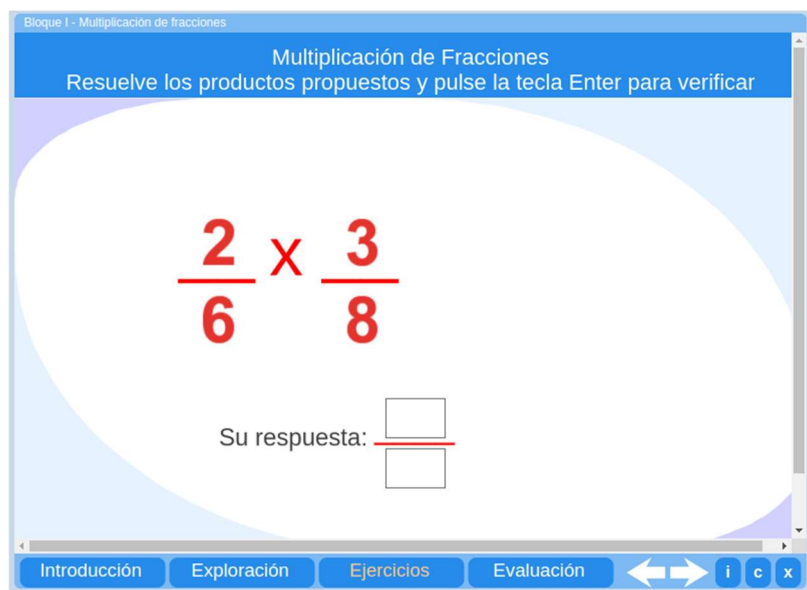 Bloque I - Multiplicación de fracciones
Multiplicación de Fracciones
Resuelve los productos propuestos y pulse la tecla Enter para verificar
2 x 3
6 8
Su respuesta:
Introducción Exploración Ejercicios Evaluación i c x